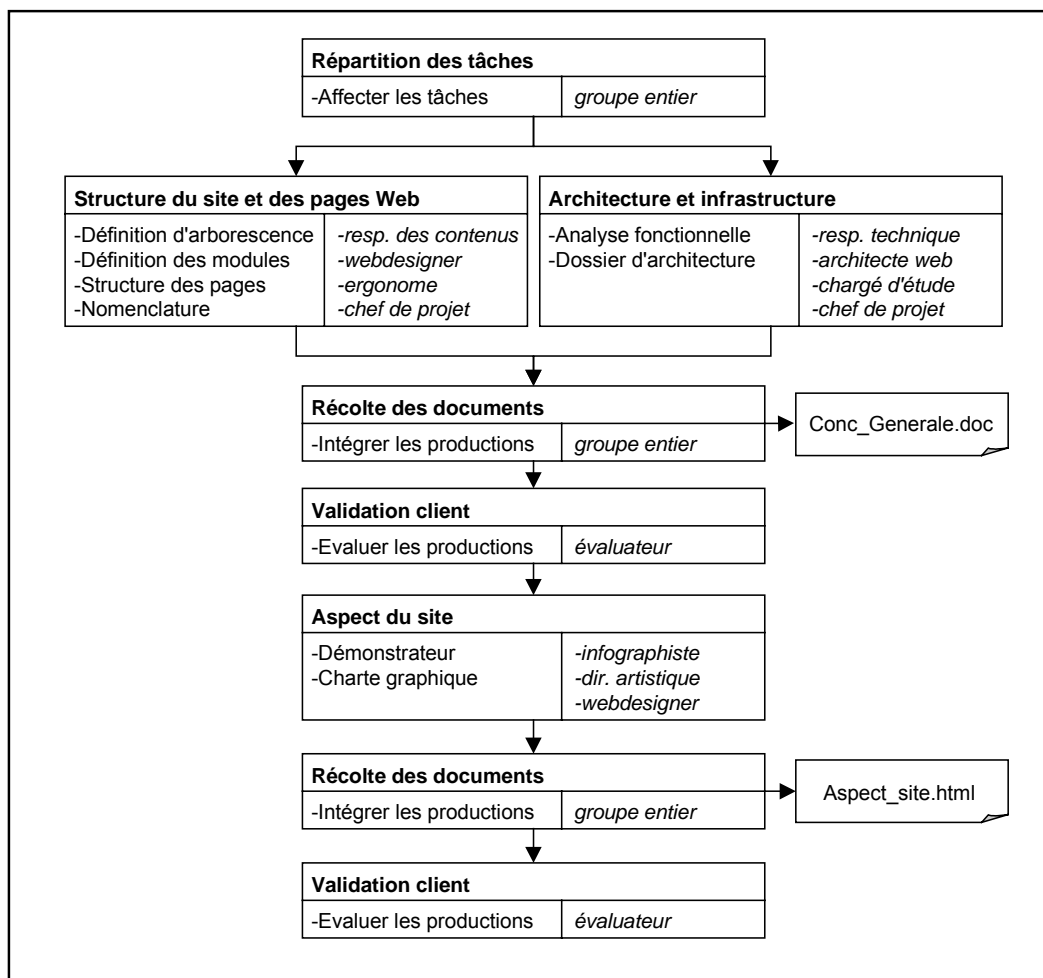 Répartition des tâches
-Affecter les tâches groupe entier
Structure du site et des pages Web
-Définition d'arborescence -resp. des contenus
-Définition des modules -webdesigner
-Structure des pages -ergonome
-Nomenclature -chef de projet
Architecture et infrastructure
-Analyse fonctionnelle -resp. technique
-Dossier d'architecture -architecte web
-chargé d'étude
-chef de projet
Récolte des documents
-Intégrer les productions groupe entier
Conc_Generale.doc
Validation client
-Evaluer les productions évaluateur
Aspect du site
-Démonstrateur -infographiste
-Charte graphique -dir. artistique
-webdesigner
Récolte des documents
-Intégrer les productions groupe entier
Aspect_site.html
Validation client
-Evaluer les productions évaluateur